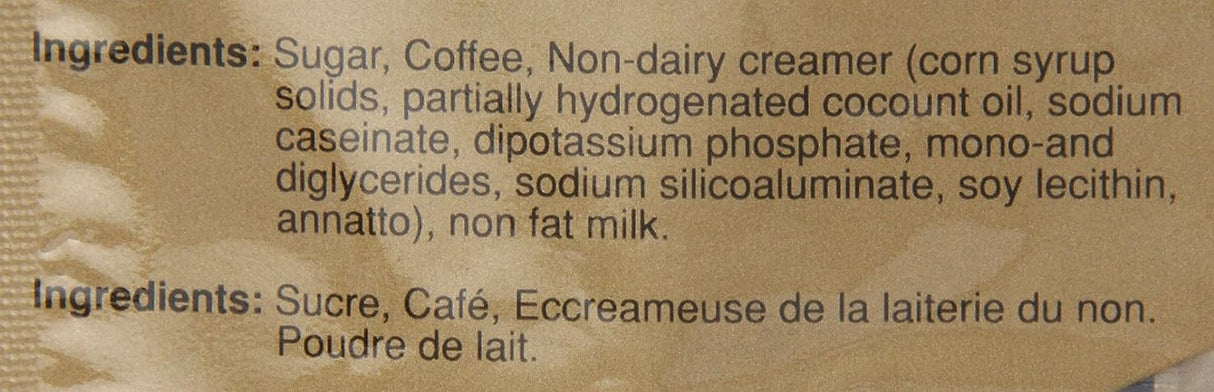 Ingredients: Sugar, Coffee, Non-dairy creamer (corn syrup
solids, partially hydrogenated cocount oil, sodium
caseinate, dipotassium phosphate, mono-and
diglycerides, sodium silicoaluminate, soy lecithin,
annatto), non fat milk.
Ingredients: Sucre, Café, Eccreameuse de la laiterie du non.
Poudre de lait.